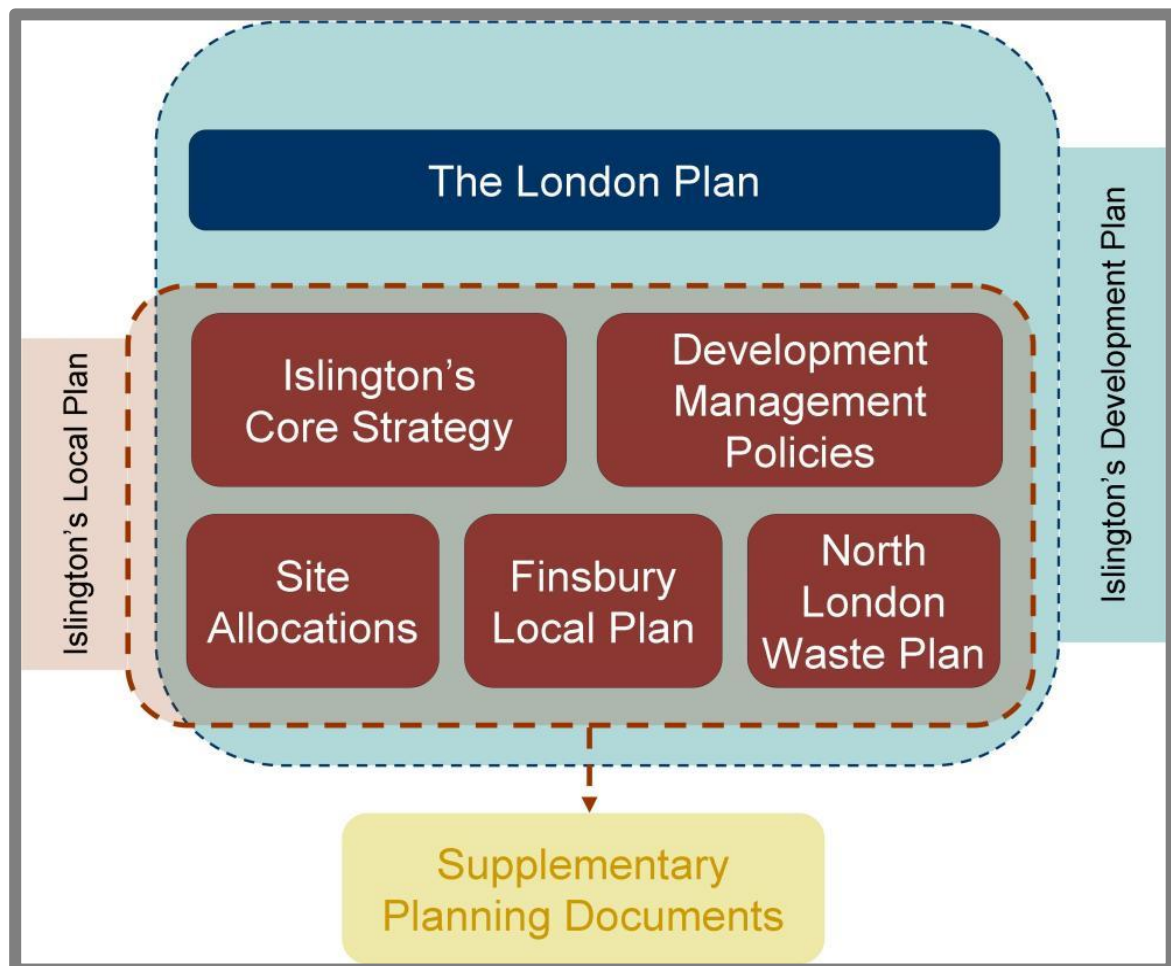 The London Plan
Islington's Local Plan
Islington's Development Plan
Islington's
Core Strategy
Development
Management
Policies
Site
Allocations
Finsbury
Local Plan
North
London
Waste Plan
Supplementary
Planning Documents